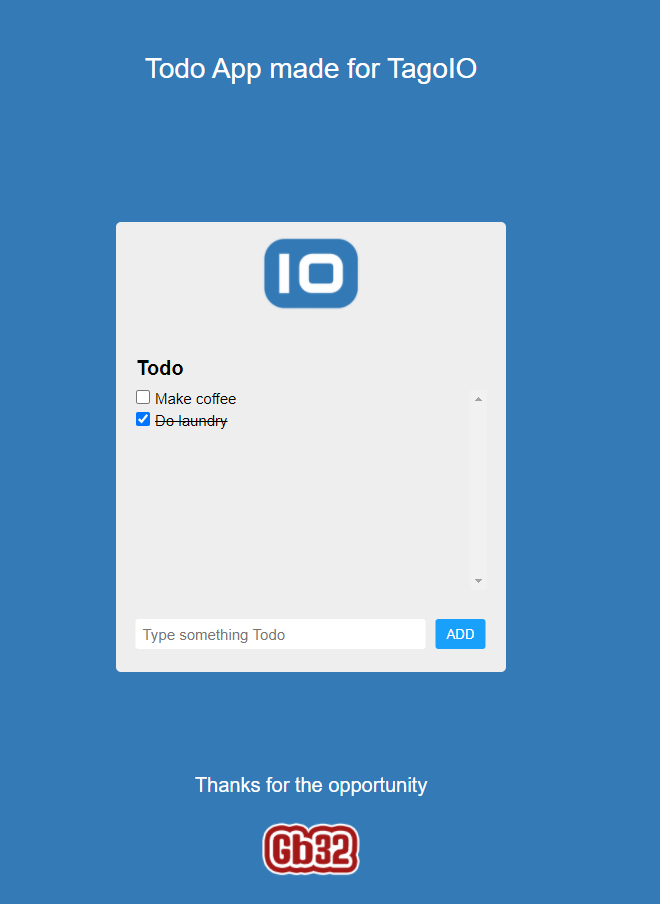 Todo App made for TagoIO
IO
Todo
Make coffee
Do laundry
Type something Todo
ADD
Thanks for the opportunity
Gb32